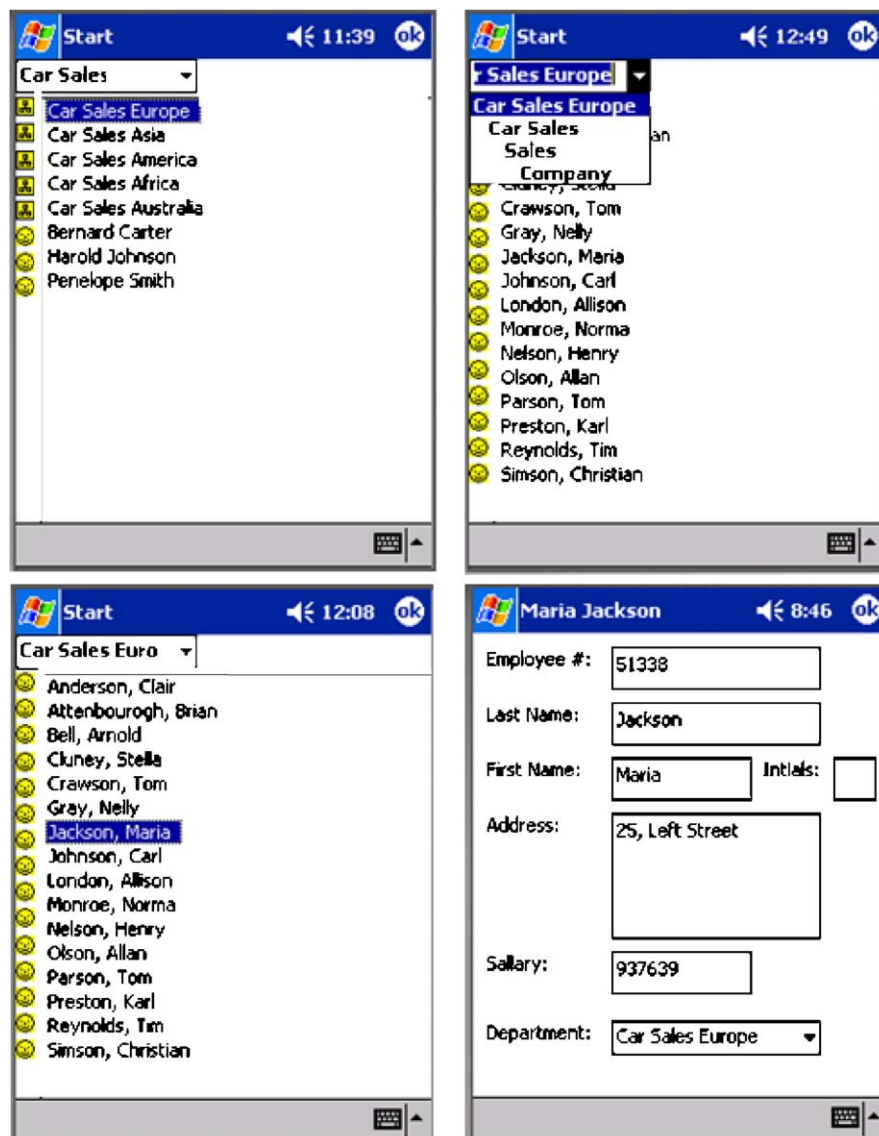 Start 11:39 ok
Car Sales
Car Sales Europe
Car Sales Asia
Car Sales America
Car Sales Africa
Car Sales Australia
Bernard Carter
Harold Johnson
Penelope Smith
Start 12:49 ok
r Sales Europe
Car Sales Europe
Car Sales
an
Sales
Company
Crawson, Tom
Gray, Nelly
Jackson, Maria
Johnson, Carl
London, Allison
Monroe, Norma
Nelson, Henry
Olson, Allan
Parson, Tom
Preston, Karl
Reynolds, Tim
Simson, Christian
Start 12:08 ok
Car Sales Euro
Anderson, Clair
Attenbourogh, Brian
Bell, Arnold
Cluney, Stella
Crawson, Tom
Gray, Nelly
Jackson, Maria
Johnson, Carl
London, Allison
Monroe, Norma
Nelson, Henry
Olson, Allan
Parson, Tom
Preston, Karl
Reynolds, Tim
Simson, Christian
Maria Jackson 8:46 ok
Employee #: 51338
Last Name: Jackson
First Name: Maria Intials:
Address: 25, Left Street
Sallary: 937639
Department: Car Sales Europe